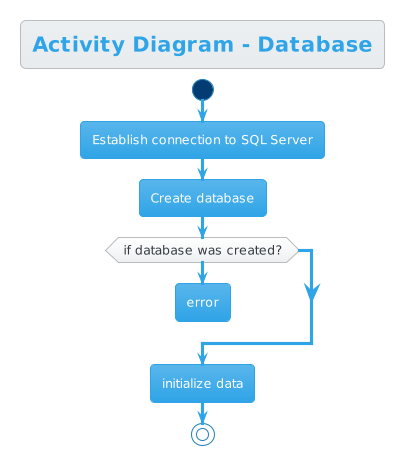 Activity Diagram - Database
Establish connection to SQL Server
Create database
if database was created?
error
initialize data